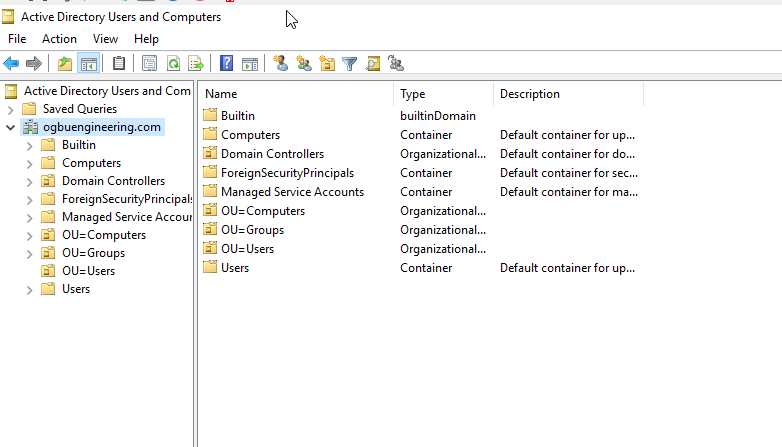 Active Directory Users and Computers
File Action View Help
Active Directory Users and Com
Saved Queries
ogbuengineering.com
Builtin
Computers
Domain Controllers
ForeignSecurityPrincipals
Managed Service Accour
OU=Computers
OU=Groups
OU=Users
Users
Name Type Description
Builtin builtinDomain
Computers Container Default container for up...
Domain Controllers Organizational... Default container for do...
ForeignSecurityPrincipals Container Default container for sec...
Managed Service Accounts Container Default container for ma...
OU=Computers Organizational...
OU=Groups Organizational...
OU=Users Organizational...
Users Container Default container for up...